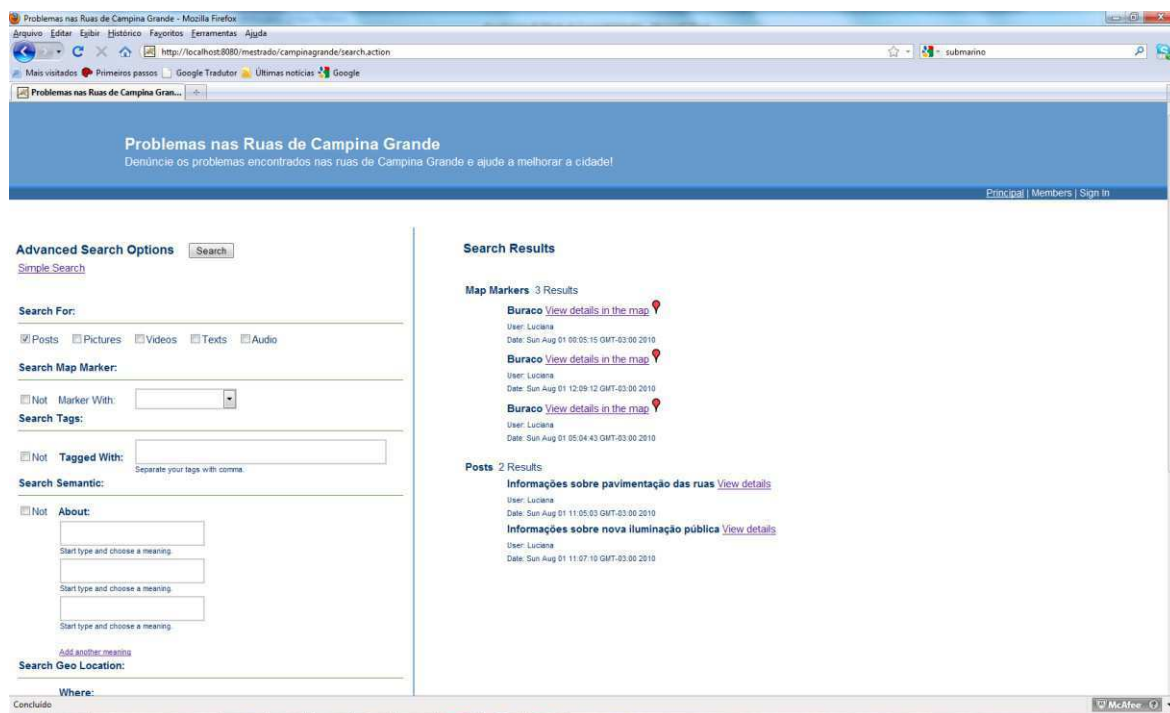 Problemas nas Ruas de Campina Grande - Mozilla Firefox
Arquivo Editar Exibir Histórico Favoritos Ferramentas Ajuda
http://localhost:8080/mestrado/campinagrande/search.action
submarino
Mais visitados Primeiros passos Google Tradutor Últimas notícias Google
Problemas nas Ruas de Campina Gran...
Problemas nas Ruas de Campina Grande
Denúncie os problemas encontrados nas ruas de Campina Grande e ajude a melhorar a cidade!
Principal | Members | Sign In
Advanced Search Options Search
Simple Search
Search For:
Posts Pictures Videos Texts Audio
Search Map Marker:
Not Marker With:
Search Tags:
Not Tagged With:
Separate your tags with comma.
Search Semantic:
Not About:
Start type and choose a meaning.
Start type and choose a meaning.
Start type and choose a meaning.
Add another meaning
Search Geo Location:
Where:
Search Results
Map Markers 3 Results
Buraco View details in the map
User: Luciana
Date: Sun Aug 01 00:05:15 GMT-03:00 2010
Buraco View details in the map
User: Luciana
Date: Sun Aug 01 12:09:12 GMT-03:00 2010
Buraco View details in the map
User: Luciana
Date: Sun Aug 01 05:04:43 GMT-03:00 2010
Posts 2 Results
Informações sobre pavimentação das ruas View details
User: Luciana
Date: Sun Aug 01 11:05:03 GMT-03:00 2010
Informações sobre nova iluminação pública View details
User: Luciana
Date: Sun Aug 01 11:07:10 GMT-03:00 2010
Concluído
McAfee